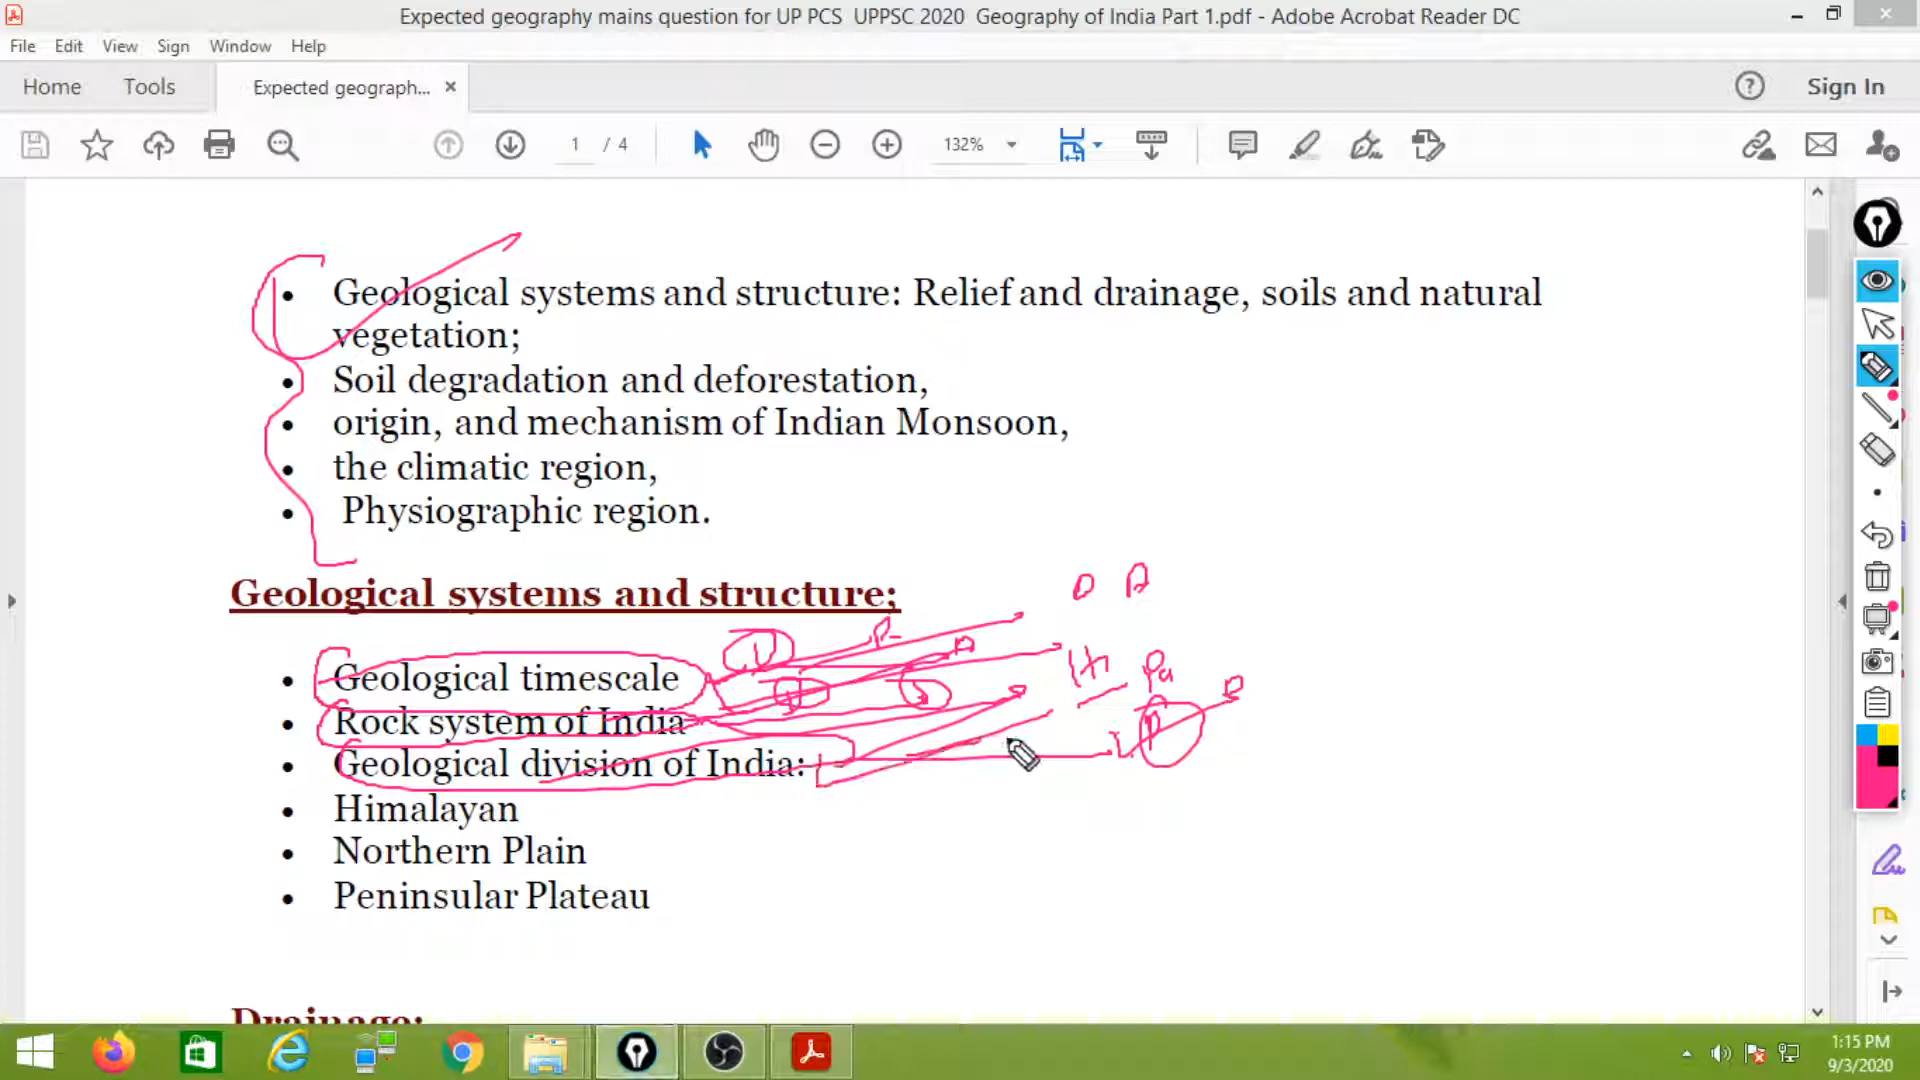 Expected geography mains question for UP PCS  UPPSC 2020  Geography of India Part 1.pdf - Adobe Acrobat Reader DC
File Edit View Sign Window Help
Home Tools Expected geograph... × Sign In
1 / 4 132%
• Geological systems and structure: Relief and drainage, soils and natural
vegetation;
• Soil degradation and deforestation,
• origin, and mechanism of Indian Monsoon,
• the climatic region,
• Physiographic region.
Geological systems and structure;
• Geological timescale
• Rock system of India
• Geological division of India:
• Himalayan
• Northern Plain
• Peninsular Plateau
Drainage:
1:15 PM
9/3/2020